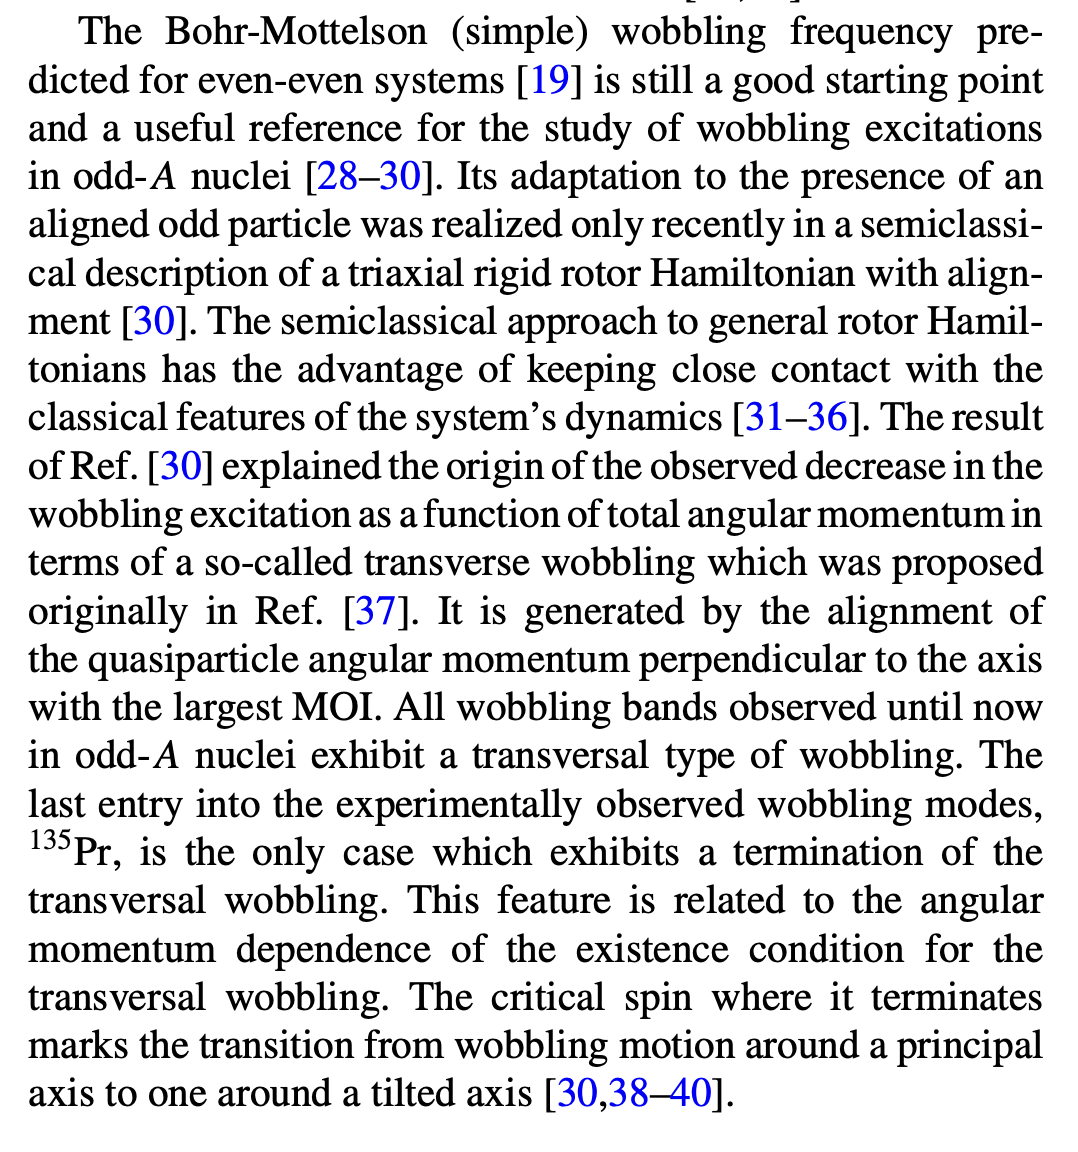 The Bohr-Mottelson (simple) wobbling frequency pre-
dicted for even-even systems [19] is still a good starting point
and a useful reference for the study of wobbling excitations
in odd-A nuclei [28–30]. Its adaptation to the presence of an
aligned odd particle was realized only recently in a semiclassi-
cal description of a triaxial rigid rotor Hamiltonian with align-
ment [30]. The semiclassical approach to general rotor Hamil-
tonians has the advantage of keeping close contact with the
classical features of the system’s dynamics [31–36]. The result
of Ref. [30] explained the origin of the observed decrease in the
wobbling excitation as a function of total angular momentum in
terms of a so-called transverse wobbling which was proposed
originally in Ref. [37]. It is generated by the alignment of
the quasiparticle angular momentum perpendicular to the axis
with the largest MOI. All wobbling bands observed until now
in odd-A nuclei exhibit a transversal type of wobbling. The
last entry into the experimentally observed wobbling modes,
¹³⁵Pr, is the only case which exhibits a termination of the
transversal wobbling. This feature is related to the angular
momentum dependence of the existence condition for the
transversal wobbling. The critical spin where it terminates
marks the transition from wobbling motion around a principal
axis to one around a tilted axis [30,38–40].